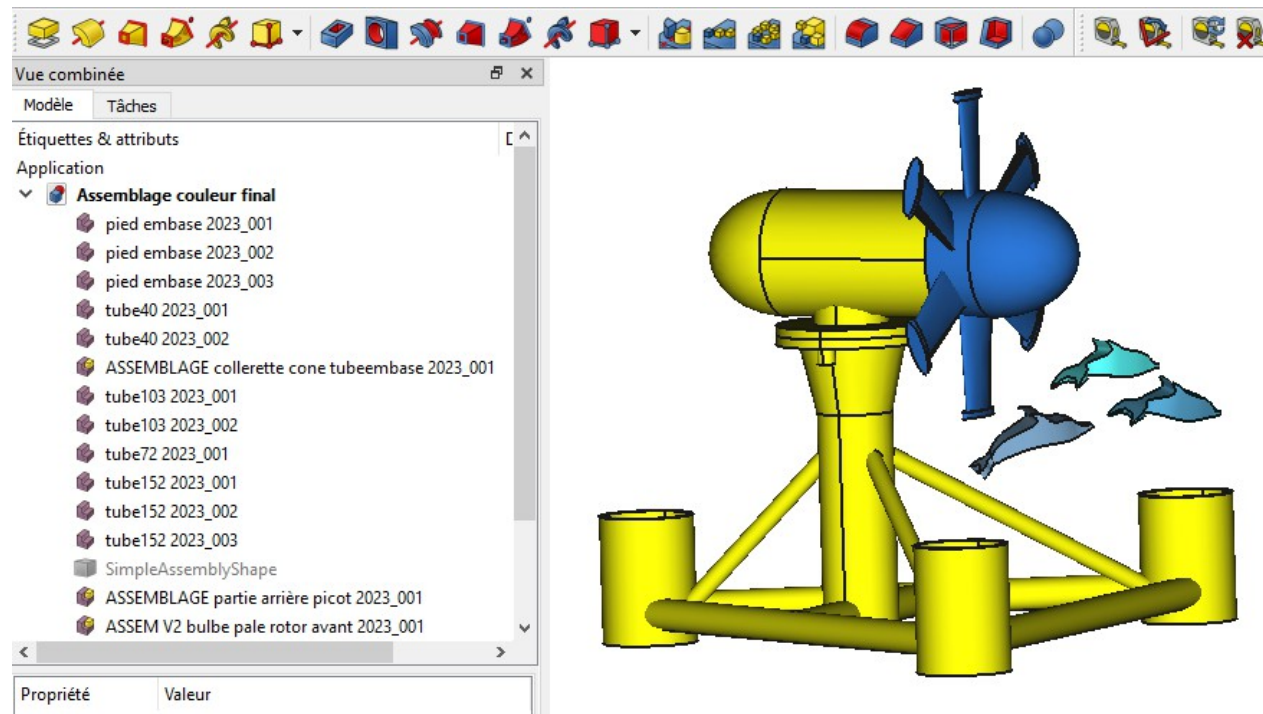 Vue combinée
Modèle
Tâches
Étiquettes & attributs
Application
Assemblage couleur final
pied embase 2023_001
pied embase 2023_002
pied embase 2023_003
tube40 2023_001
tube40 2023_002
ASSEMBLAGE collerette cone tubeembase 2023_001
tube103 2023_001
tube103 2023_002
tube72 2023_001
tube152 2023_001
tube152 2023_002
tube152 2023_003
SimpleAssemblyShape
ASSEMBLAGE partie arrière picot 2023_001
ASSEM V2 bulbe pale rotor avant 2023_001
Propriété
Valeur